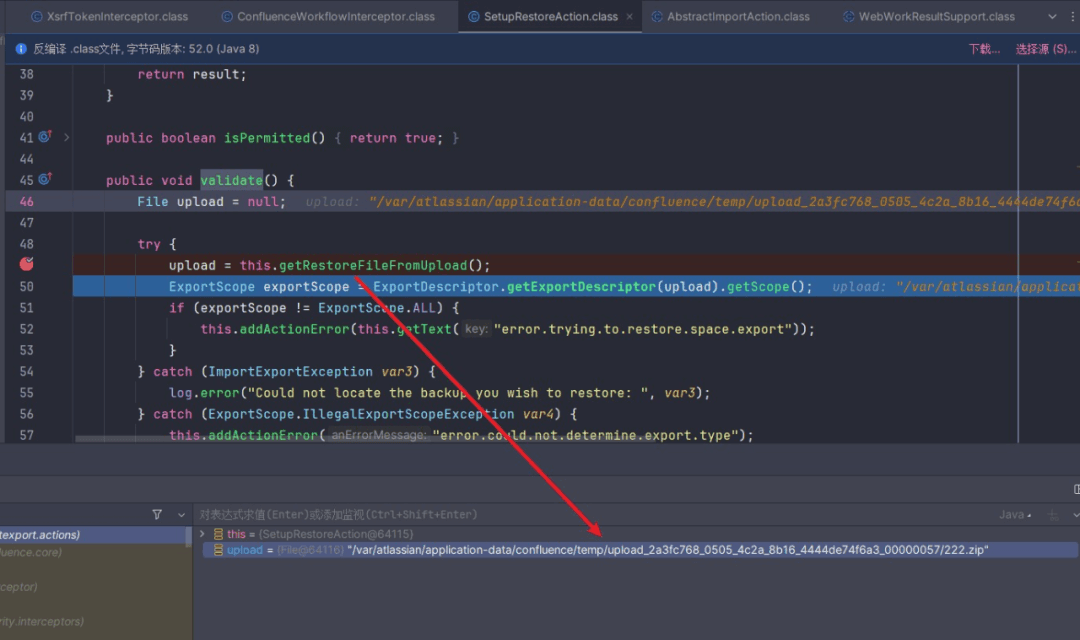 XsrfTokenInterceptor.class ConfluenceWorkflowInterceptor.class SetupRestoreAction.class × AbstractImportAction.class WebWorkResultSupport.class
反编译 .class文件, 字节码版本: 52.0 (Java 8) 下载... 选择源 (S)...
38 return result;
39 }
40
41 public boolean isPermitted() { return true; }
44
45 public void validate() {
46 File upload = null; upload: "/var/atlassian/application-data/confluence/temp/upload_2a3fc768_0505_4c2a_8b16_4444de74f6a
47
48 try {
upload = this.getRestoreFileFromUpload();
50 ExportScope exportScope = ExportDescriptor.getExportDescriptor(upload).getScope(); upload: "/var/atlassian/applicat
51 if (exportScope != ExportScope.ALL) {
52 this.addActionError(this.getText( key: "error.trying.to.restore.space.export"));
53 }
54 } catch (ImportExportException var3) {
55 log.error("Could not locate the backup you wish to restore: ", var3);
56 } catch (ExportScope.IllegalExportScopeException var4) {
57 this.addActionError( anErrorMessage: "error.could.not.determine.export.type");
对表达式求值(Enter)或添加监视(Ctrl+Shift+Enter) Java
texport.actions)
this = {SetupRestoreAction@64115}
upload = {File@64116} "/var/atlassian/application-data/confluence/temp/upload_2a3fc768_0505_4c2a_8b16_4444de74f6a3_00000057/222.zip"
luence.core)
ceptor)
rity.interceptors)